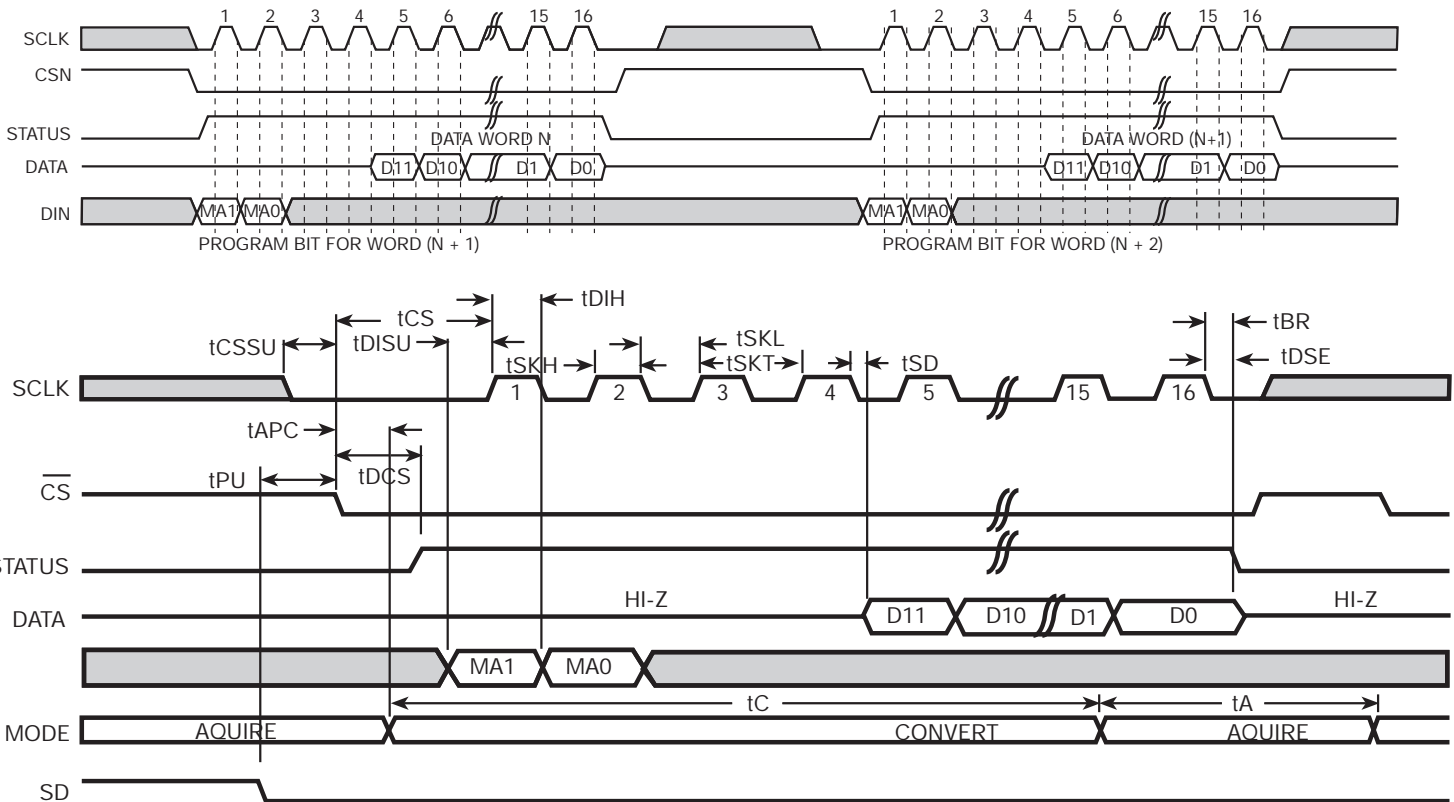 1 2 3 4 5 6 15 16 1 2 3 4 5 6 15 16
SCLK
CSN
STATUS
DATA WORD N DATA WORD (N+1)
DATA D11 D10 D1 D0 D11 D10 D1 D0
DIN MA1 MA0 MA1 MA0
PROGRAM BIT FOR WORD (N + 1) PROGRAM BIT FOR WORD (N + 2)
tDIH
tCS tBR
tCSSU tDISU tSKL tDSE
tSKH tSKT tSD
SCLK 1 2 3 4 5 15 16
tAPC
tPU tDCS
CS
STATUS
HI-Z HI-Z
DATA D11 D10 D1 D0
MA1 MA0
tC tA
MODE AQUIRE CONVERT AQUIRE
SD